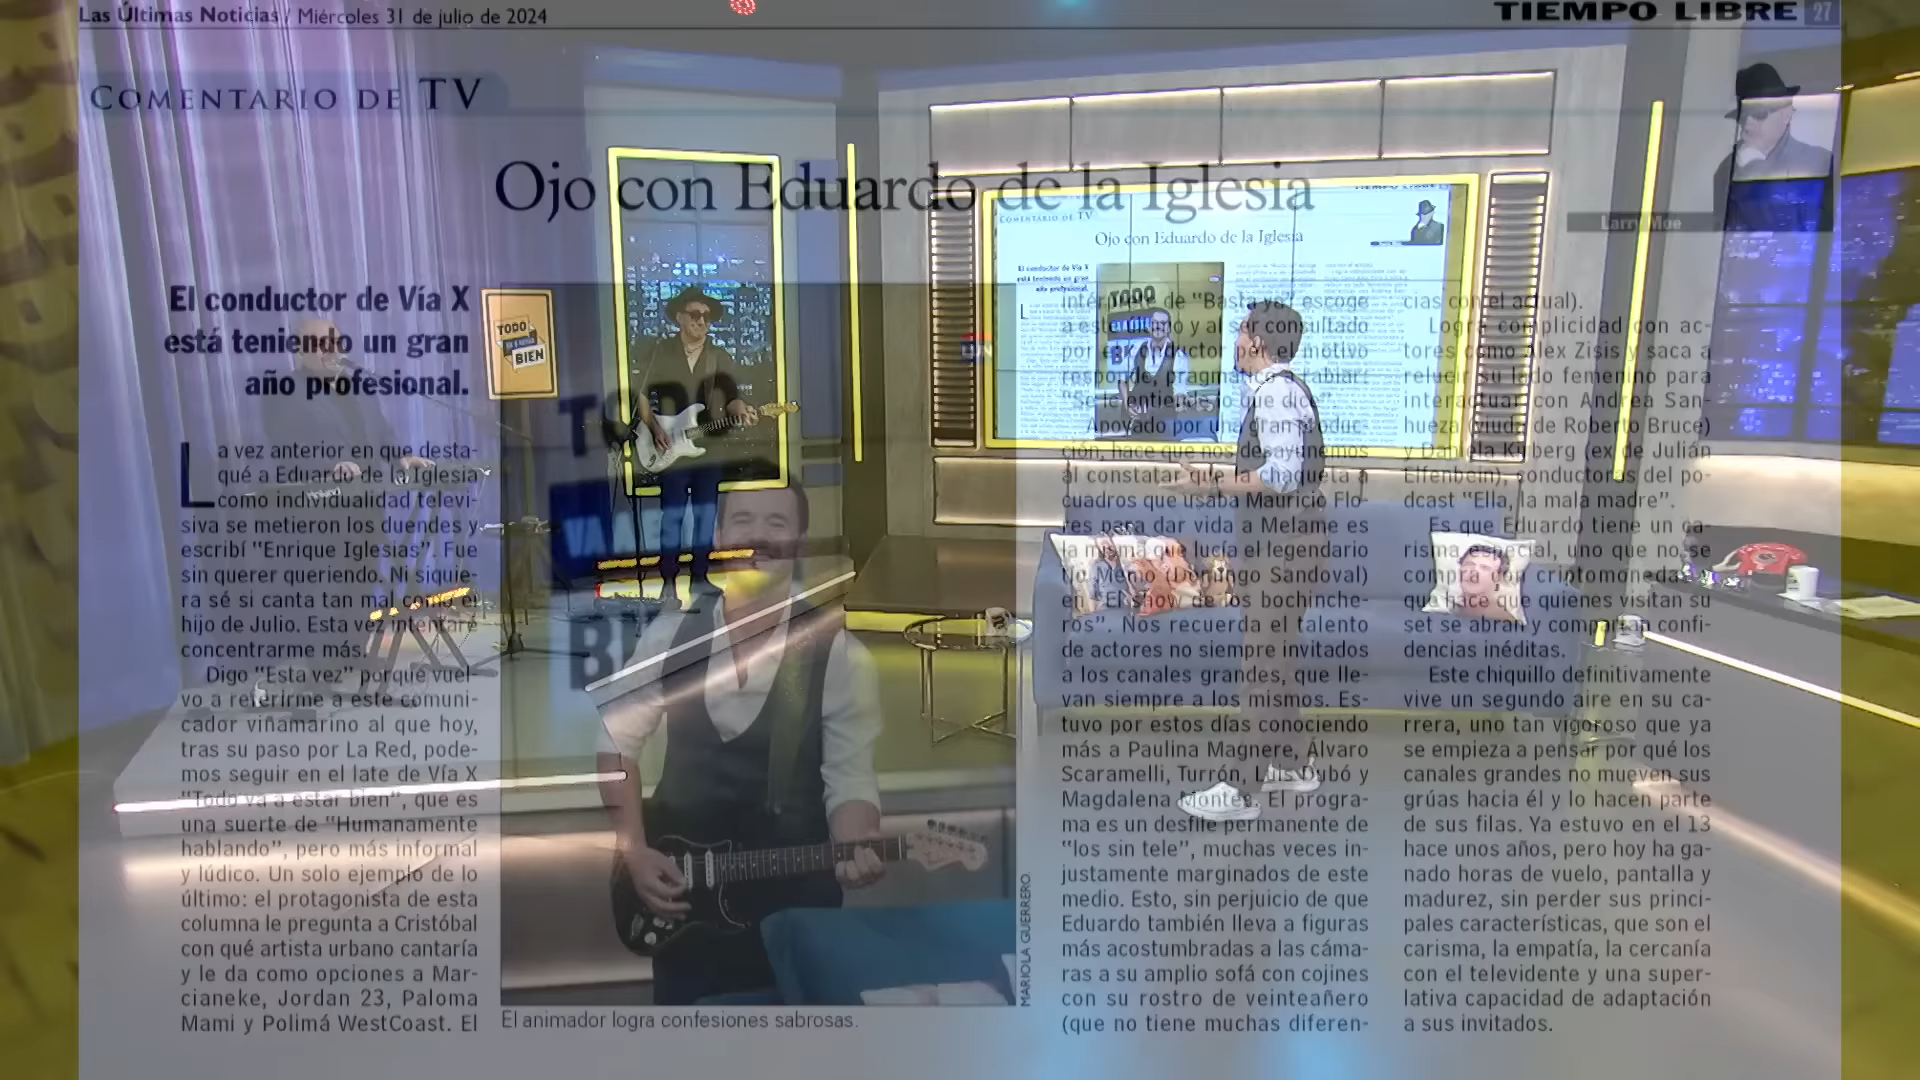 Las Últimas Noticias / Miércoles 31 de julio de 2024
TIEMPO LIBRE 27
COMENTARIO DE TV
Ojo con Eduardo de la Iglesia
Larry Moe
El conductor de Vía X
está teniendo un gran
año profesional.
La vez anterior en que desta-
qué a Eduardo de la Iglesia
como individualidad televi-
siva se metieron los duendes y
escribí "Enrique Iglesias". Fue
sin querer queriendo. Ni siquie-
ra sé si canta tan mal como el
hijo de Julio. Esta vez intentaré
concentrarme más.
Digo "Esta vez" porque vuel-
vo a referirme a este comuni-
cador viñamarino al que hoy,
tras su paso por La Red, pode-
mos seguir en el late de Vía X
"Todo va a estar bien", que es
una suerte de "Humanamente
hablando", pero más informal
y lúdico. Un solo ejemplo de lo
último: el protagonista de esta
columna le pregunta a Cristóbal
con qué artista urbano cantaría
y le da como opciones a Mar-
cianeke, Jordan 23, Paloma
Mami y Polimá WestCoast. El
TODO
BIEN
TODO
El animador logra confesiones sabrosas.
MARIOLA GUERRERO.
intérprete de "Basta ya" escoge
a este último y al ser consultado
por el conductor por el motivo
responde, pragmático
"Se le entiende lo que dice".
Apoyado por una gran produc-
ción, hace que nos desayunemos
al constatar que la chaqueta a
cuadros que usaba Mauricio Flo-
res para dar vida a Melame es
la misma que lucía el legendario
Ño Memo (Domingo Sandoval)
en "El show de los bochinche-
ros". Nos recuerda el talento
de actores no siempre invitados
a los canales grandes, que lle-
van siempre a los mismos. Es-
tuvo por estos días conociendo
más a Paulina Magnere, Álvaro
Scaramelli, Turrón, Luis Dubó y
Magdalena Montes. El progra-
ma es un desfile permanente de
"los sin tele", muchas veces in-
justamente marginados de este
medio. Esto, sin perjuicio de que
Eduardo también lleva a figuras
más acostumbradas a las cáma-
ras a su amplio sofá con cojines
con su rostro de veinteañero
(que no tiene muchas diferen-
cias con el actual).
Logra complicidad con ac-
tores como Alex Zisis y saca a
relucir su lado femenino para
interactuar con Andrea San-
hueza (viuda de Roberto Bruce)
y Daniela Kirberg (ex de Julián
Elfenbein), conductoras del po-
dcast "Ella, la mala madre".
Es que Eduardo tiene un ca-
risma especial, uno que no se
compra con criptomonedas
que hace que quienes visitan su
set se abran y compartan confi-
dencias inéditas.
Este chiquillo definitivamente
vive un segundo aire en su ca-
rrera, uno tan vigoroso que ya
se empieza a pensar por qué los
canales grandes no mueven sus
grúas hacia él y lo hacen parte
de sus filas. Ya estuvo en el 13
hace unos años, pero hoy ha ga-
nado horas de vuelo, pantalla y
madurez, sin perder sus princi-
pales características, que son el
carisma, la empatía, la cercanía
con el televidente y una super-
lativa capacidad de adaptación
a sus invitados.
COMENTARIO DE TV
Ojo con Eduardo de la Iglesia
El conductor de Vía X
está teniendo un gran
año profesional.
TODO